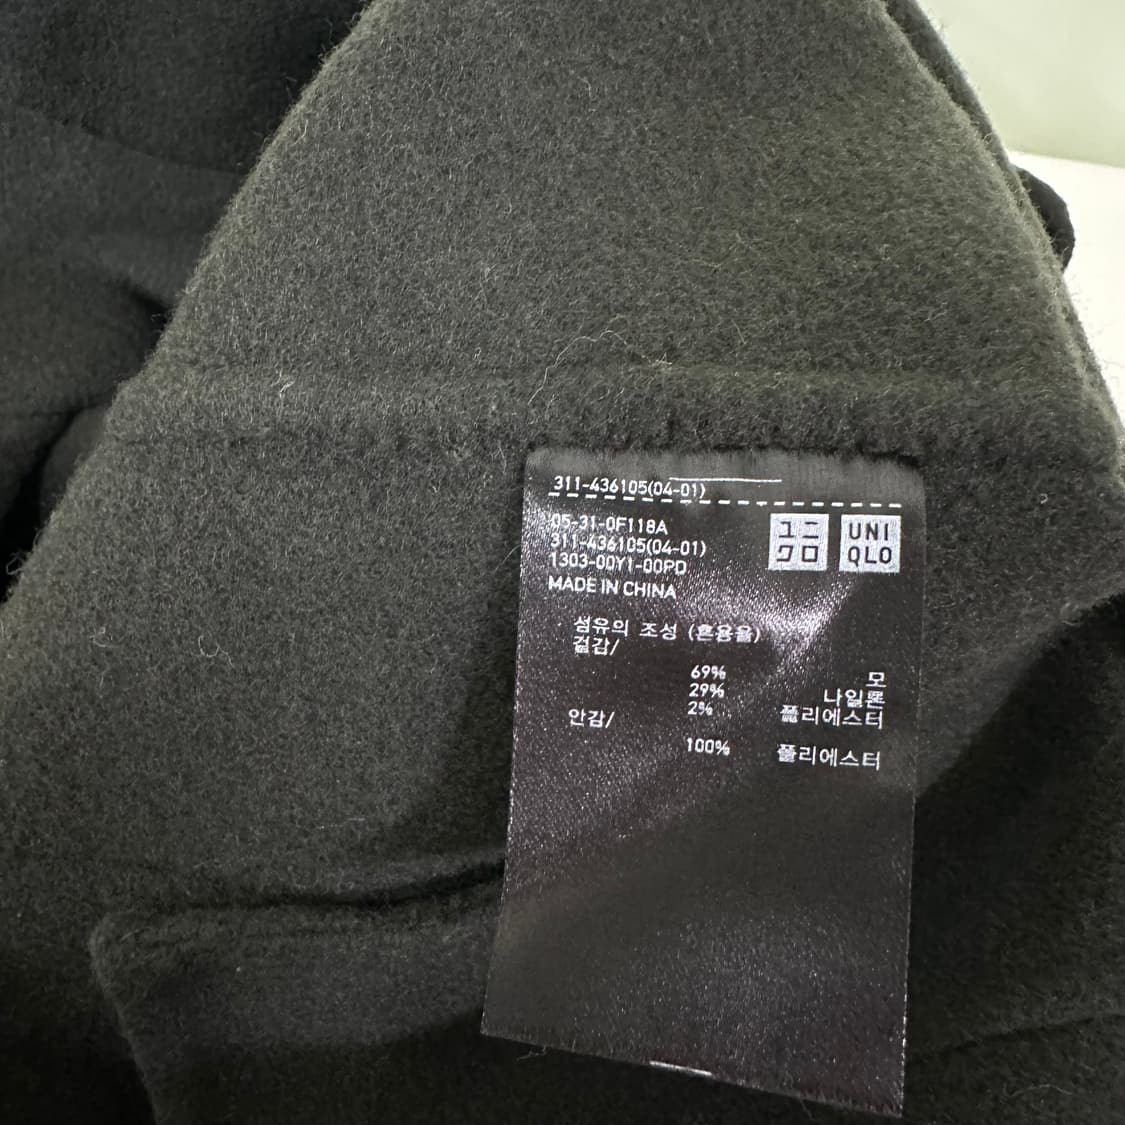 311-436105(04-01)
05-31-0F118A
311-436105(04-01)
1303-00Y1-00PD
MADE IN CHINA
ユニ
クロ
UNI
QLO
섬유의 조성 (혼용율)
겉감/
69% 모
29% 나일론
2% 폴리에스터
안감/
100% 폴리에스터